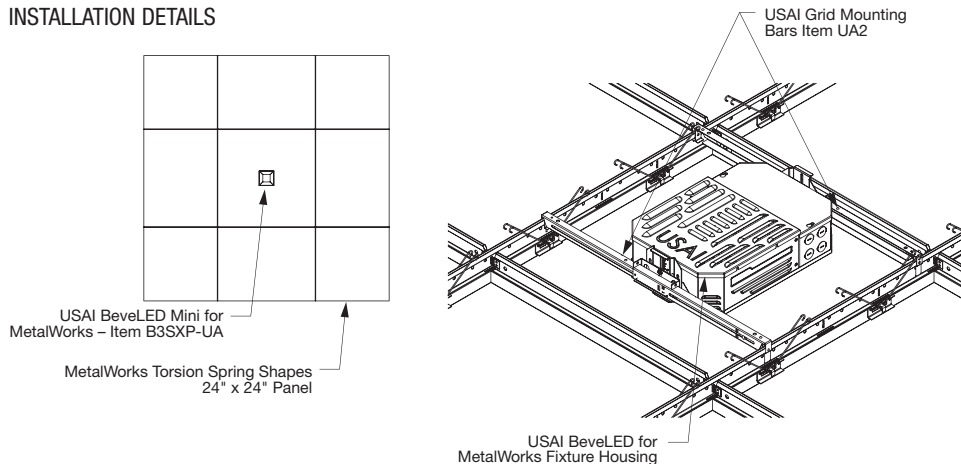 INSTALLATION DETAILS
USAI Grid Mounting
Bars Item UA2
USAI
USAI BeveLED Mini for
MetalWorks – Item B3SXP-UA
MetalWorks Torsion Spring Shapes
24" x 24" Panel
USAI BeveLED for
MetalWorks Fixture Housing